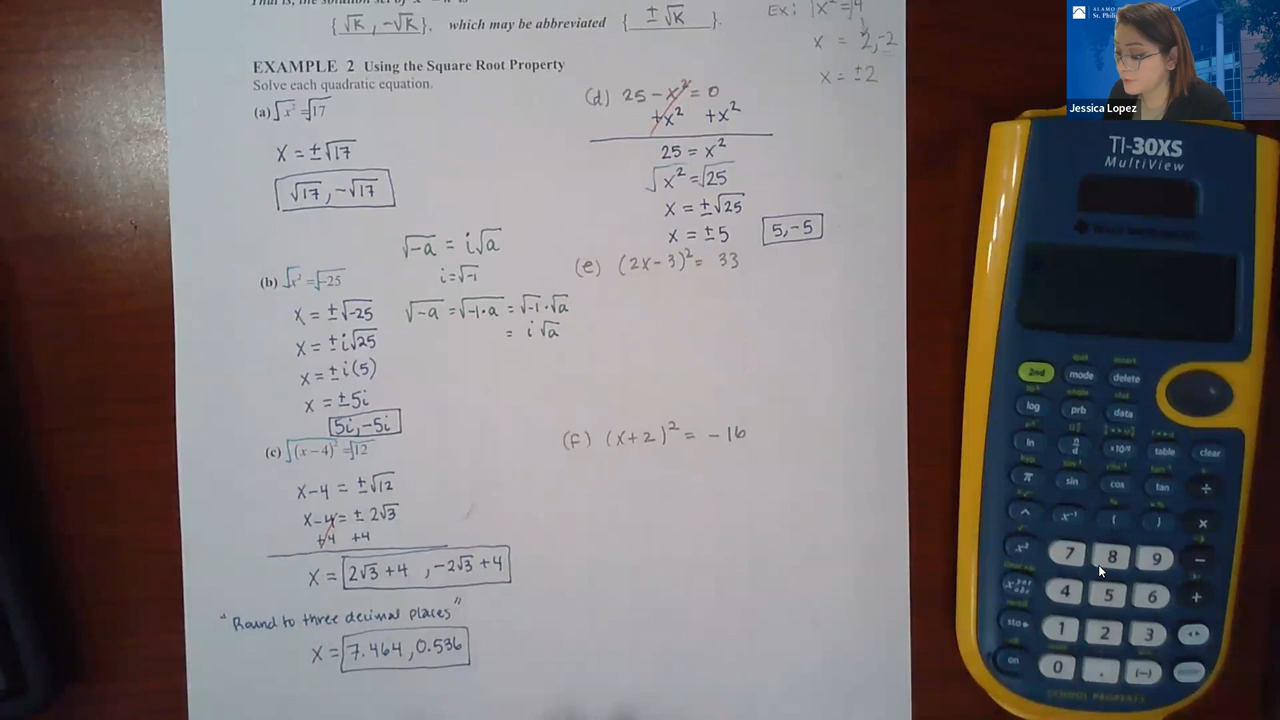 {√K, -√K}. which may be abbreviated { ±√K }.
EXAMPLE 2 Using the Square Root Property
Solve each quadratic equation.
(a) √x² = √17
x = ±√17
√17, -√17
√-a = i√a
i = √-1
(b) √x² = √-25
x = ±√-25
√-a = √-1·a = √-1 · √a
= i√a
x = ±i√25
x = ±i(5)
x = ±5i
5i, -5i
(c) √(x - 4)² = √12
x-4 = ±√12
x-4 = ±2√3
+4 +4
x = 2√3 + 4 , -2√3 + 4
"Round to three decimal places"
x = 7.464, 0.536
(d) 25 - x² = 0
+x² +x²
25 = x²
√x² = √25
x = ±√25
x = ±5
5, -5
(e) (2x-3)² = 33
(F) (x+2)² = -16
Ex: √x² = √4
x = 2,-2
x = ±2
Jessica Lopez
TI-30XS
MultiView
2nd mode delete
log prb data
ln n/d ×10ⁿ table clear
π sin cos tan ÷
^ x⁻¹ ( ) ×
x² 7 8 9 −
4 5 6 +
sto▸ 1 2 3
on 0 . (−)
SCHOOL PROPERTY